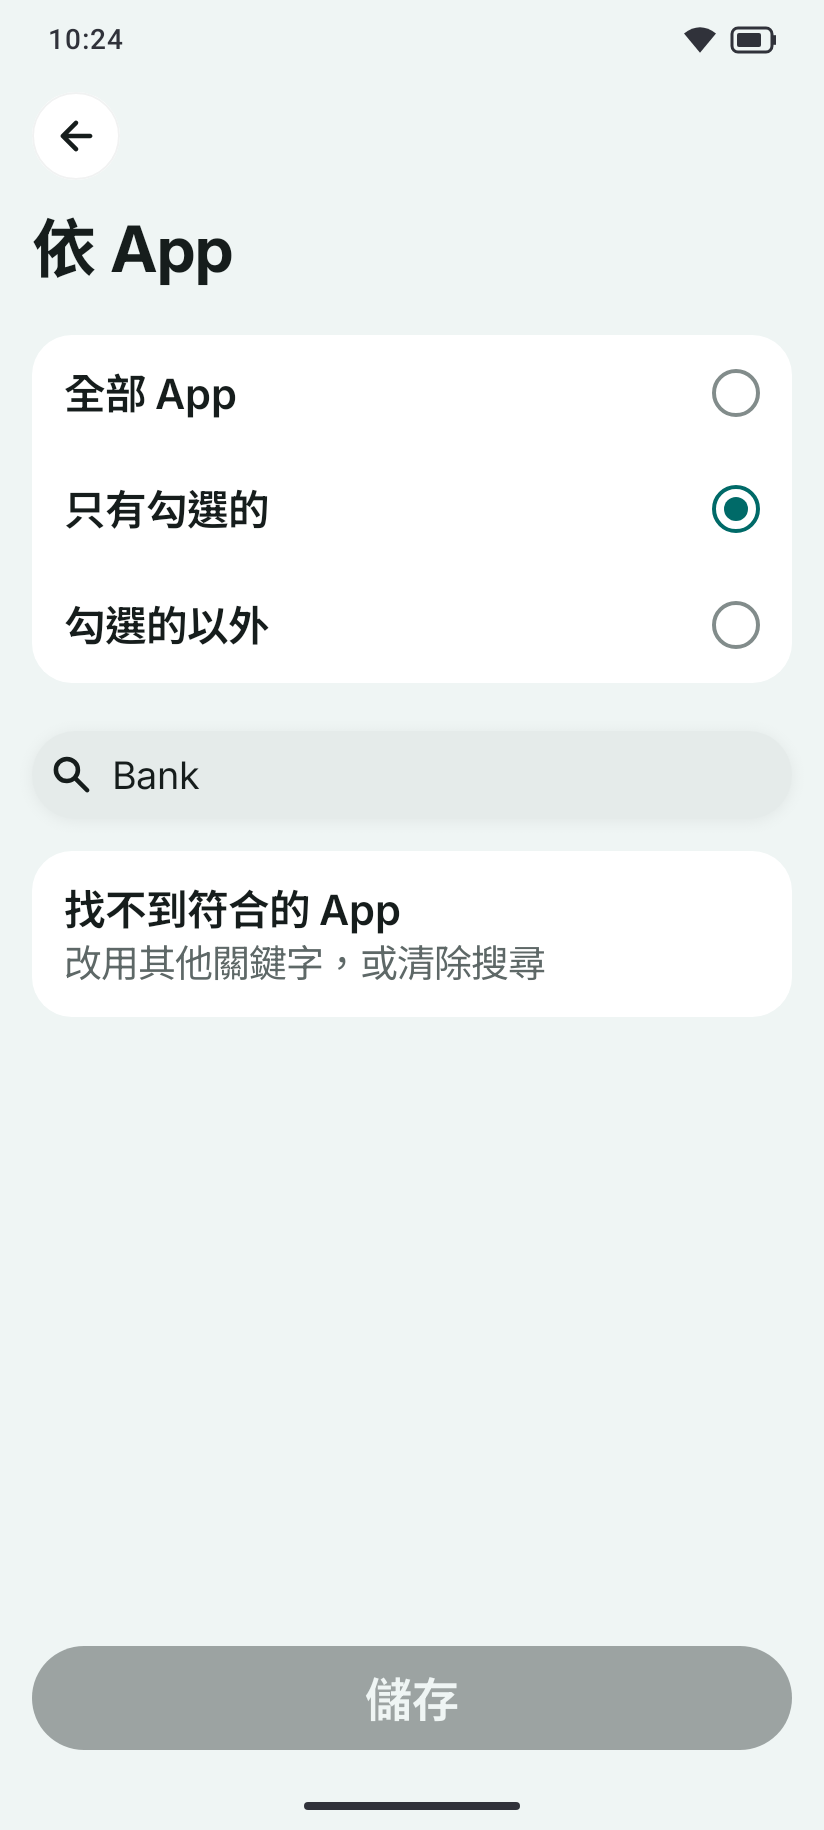 10:24
依 App
全部 App
只有勾選的
勾選的以外
Bank
找不到符合的 App
改用其他關鍵字，或清除搜尋
儲存